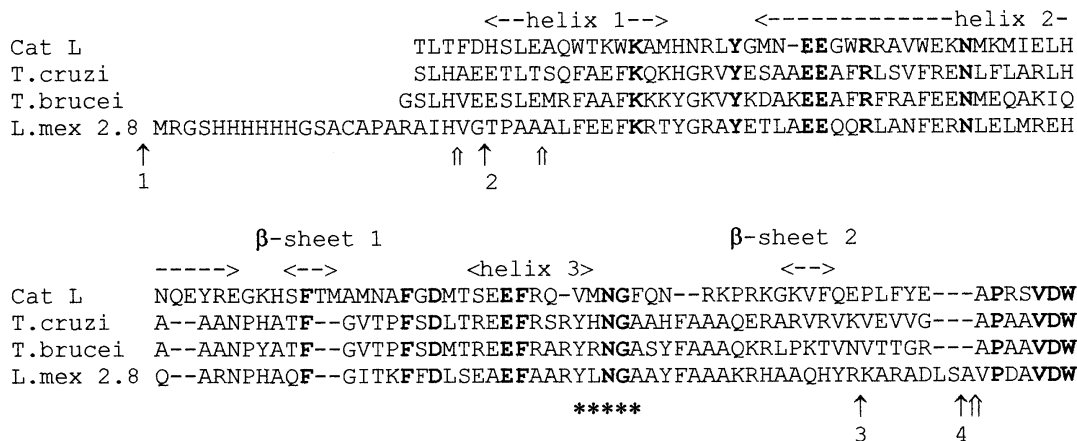 <--helix 1-->        <-------------helix 2-
Cat L TLTFDHSLEAQWTKWKAMHNRLYGMN-EEGWRRAVWEKNMKMIELH
T.cruzi SLHAEETLTSQFAEFKQKHGRVYESAAEEAFRLSVFRENLFLARLH
T.brucei GSLHVEESLEMRFAAFKKKYGKVYKDAKEEAFRFRAFEENMEQAKIQ
L.mex 2.8 MRGSHHHHHHGSACAPARAIHVGTPAAALFEEFKRTYGRAYETLAEEQQRLANFERNLELMREH
↑ ⇑ ↑ ⇑
1 2
β-sheet 1 β-sheet 2
-----> <--> <helix 3> <-->
Cat L NQEYREGKHSFTMAMNAFGDMTSEEFRQ-VMNGFQN--RKPRKGKVFQEPLFYE---APRSVDW
T.cruzi A--AANPHATF--GVTPFSDLTREEFRSRYHNGAAHFAAAQERARVRVKVEVVG---APAAVDW
T.brucei A--AANPYATF--GVTPFSDMTREEFRARYRNGASYFAAAQKRLPKTVNVTTGR---APAAVDW
L.mex 2.8 Q--ARNPHAQF--GITKFFDLSEAEFAARYLNGAAYFAAAKRHAAQHYRKARADLSAVPDAVDW
*****  ↑ ↑⇑
3 4